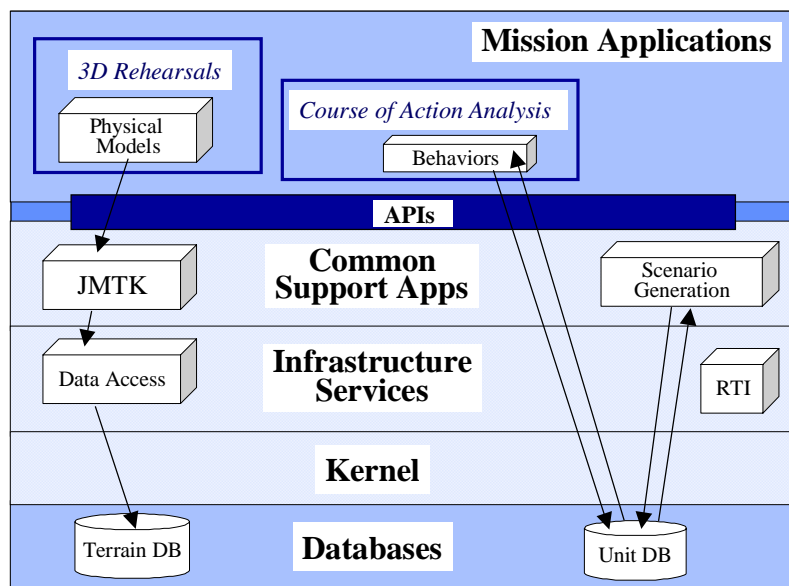 Mission Applications
3D Rehearsals
Physical
Models
Course of Action Analysis
Behaviors
APIs
JMTK
Common
Support Apps
Scenario
Generation
Data Access
Infrastructure
Services
RTI
Kernel
Terrain DB
Databases
Unit DB